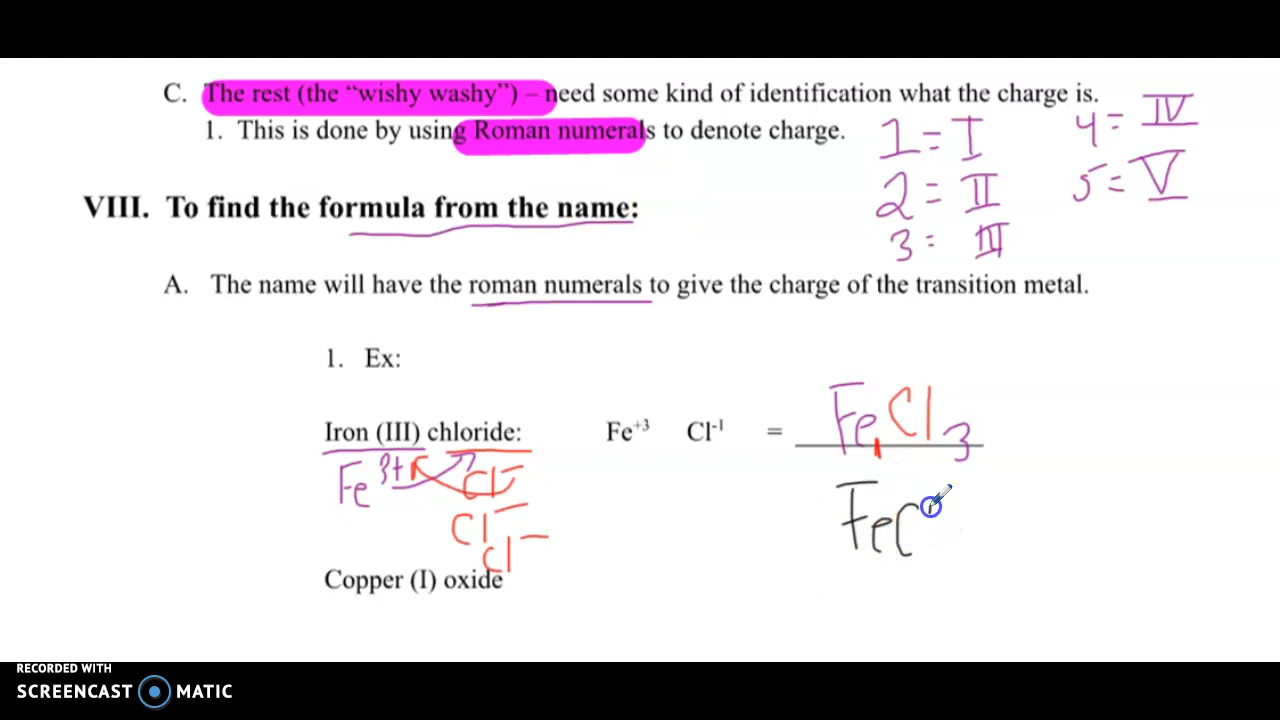 C. The rest (the “wishy washy”) – need some kind of identification what the charge is.
1. This is done by using Roman numerals to denote charge.
1 = I
2 = II
3 = III
4 = IV
5 = V
VIII. To find the formula from the name:
A. The name will have the roman numerals to give the charge of the transition metal.
1. Ex:
Iron (III) chloride: Fe+3 Cl-1 = Fe1Cl3
Fe3+ Cl-
Cl-
Cl-
FeC
Copper (I) oxide
RECORDED WITH
SCREENCAST MATIC